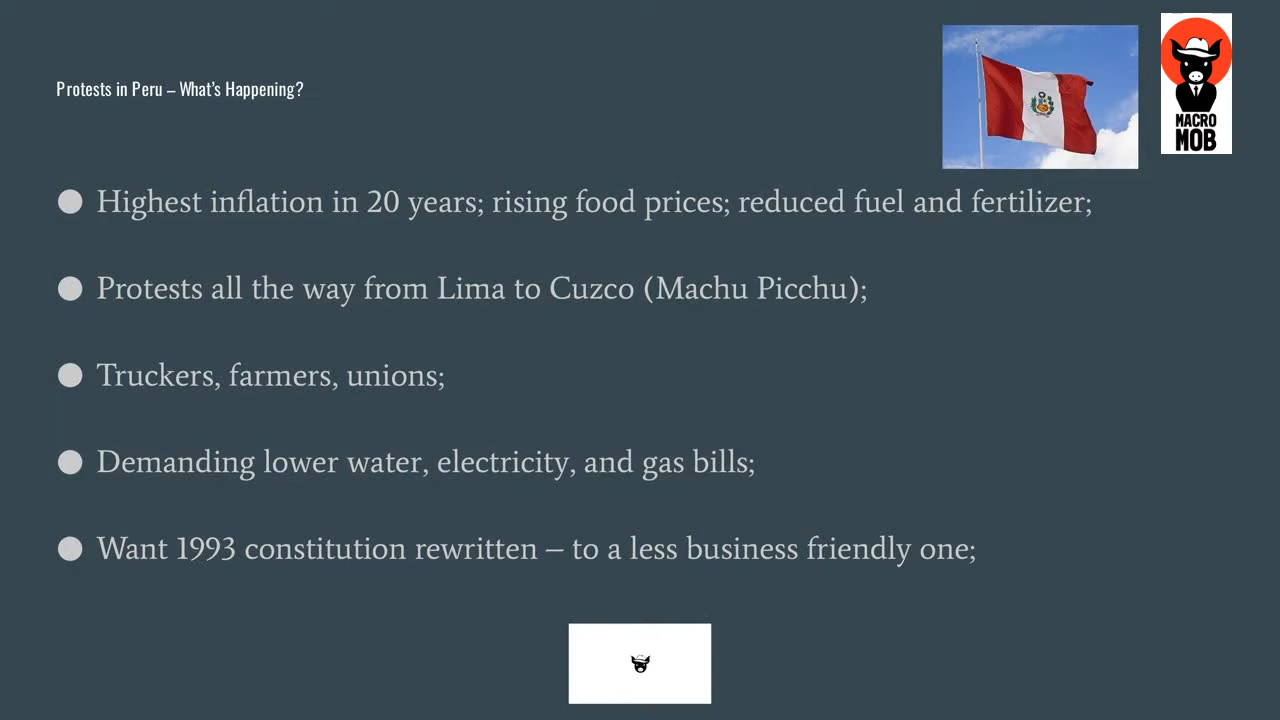 Protests in Peru – What's Happening?
MACRO
MOB
● Highest inflation in 20 years; rising food prices; reduced fuel and fertilizer;
● Protests all the way from Lima to Cuzco (Machu Picchu);
● Truckers, farmers, unions;
● Demanding lower water, electricity, and gas bills;
● Want 1993 constitution rewritten – to a less business friendly one;